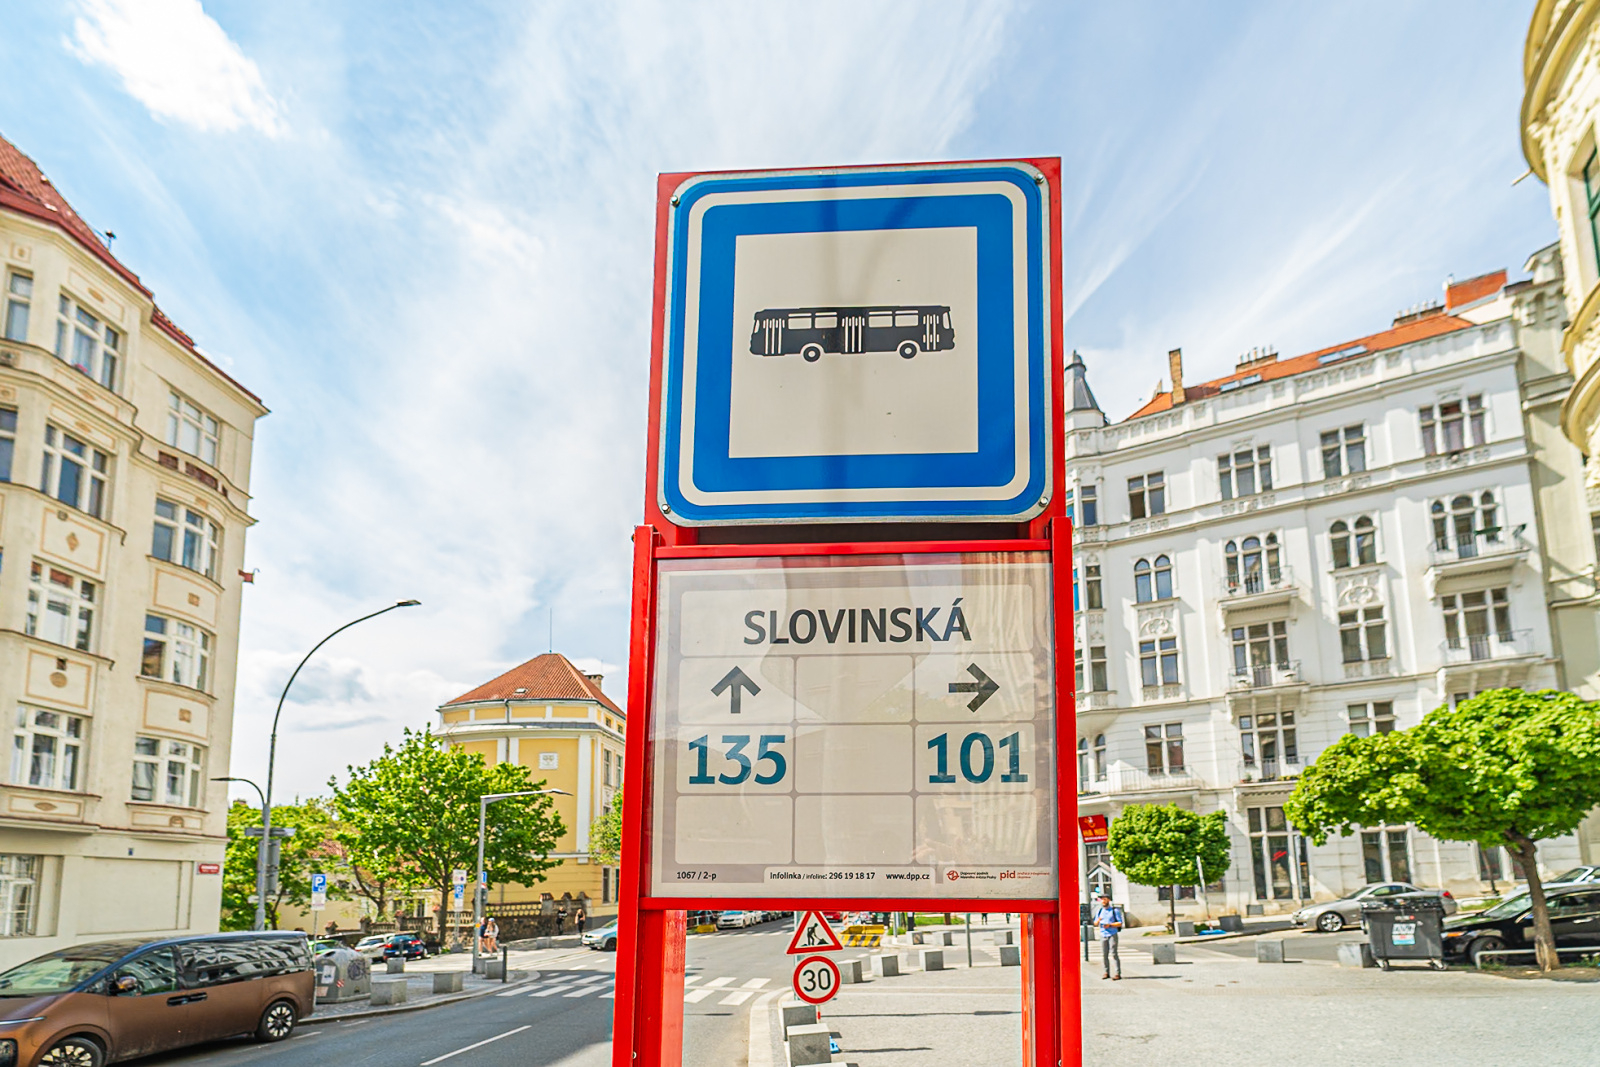 SLOVINSKÁ
135 101
1067 / 2-p Infolinka / infoline: 296 19 18 17 www.dpp.cz pid
30
P